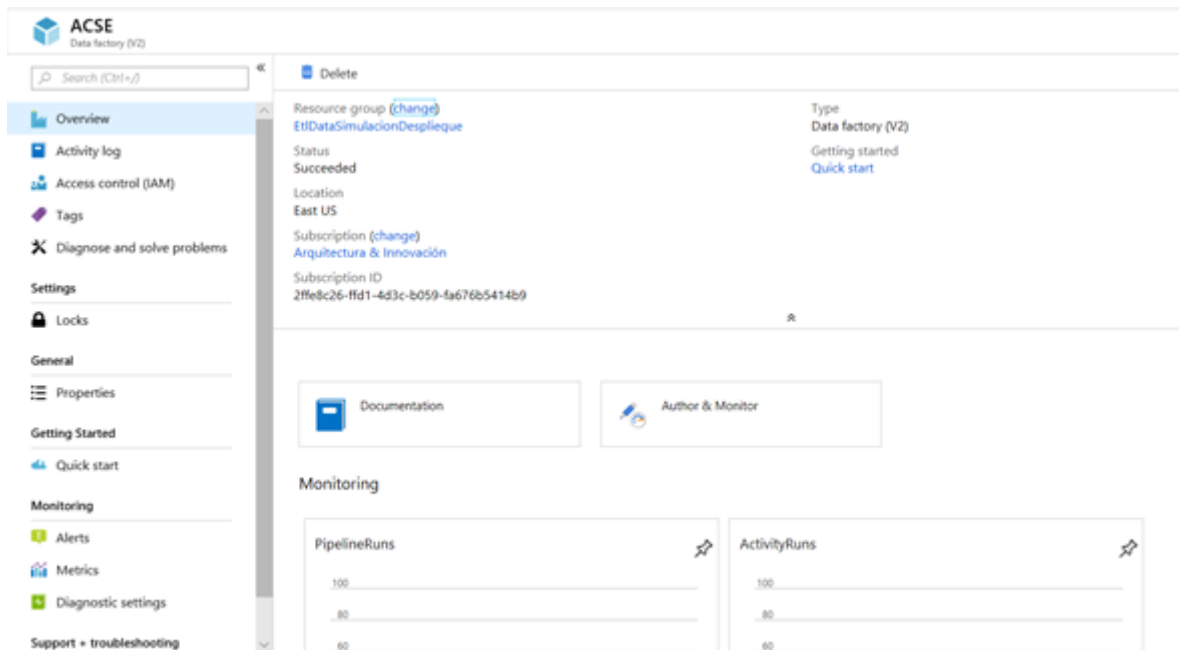 ACSE
Data factory (V2)
Search (Ctrl+/)
«
Overview
Activity log
Access control (IAM)
Tags
Diagnose and solve problems
Settings
Locks
General
Properties
Getting Started
Quick start
Monitoring
Alerts
Metrics
Diagnostic settings
Support + troubleshooting
Delete
Resource group (change)
EtlDataSimulacionDesplieque
Status
Succeeded
Location
East US
Subscription (change)
Arquitectura & Innovación
Subscription ID
2ffe8c26-ffd1-4d3c-b059-fa676b5414b9
Type
Data factory (V2)
Getting started
Quick start
Documentation
Author & Monitor
Monitoring
PipelineRuns
100
80
60
ActivityRuns
100
80
60